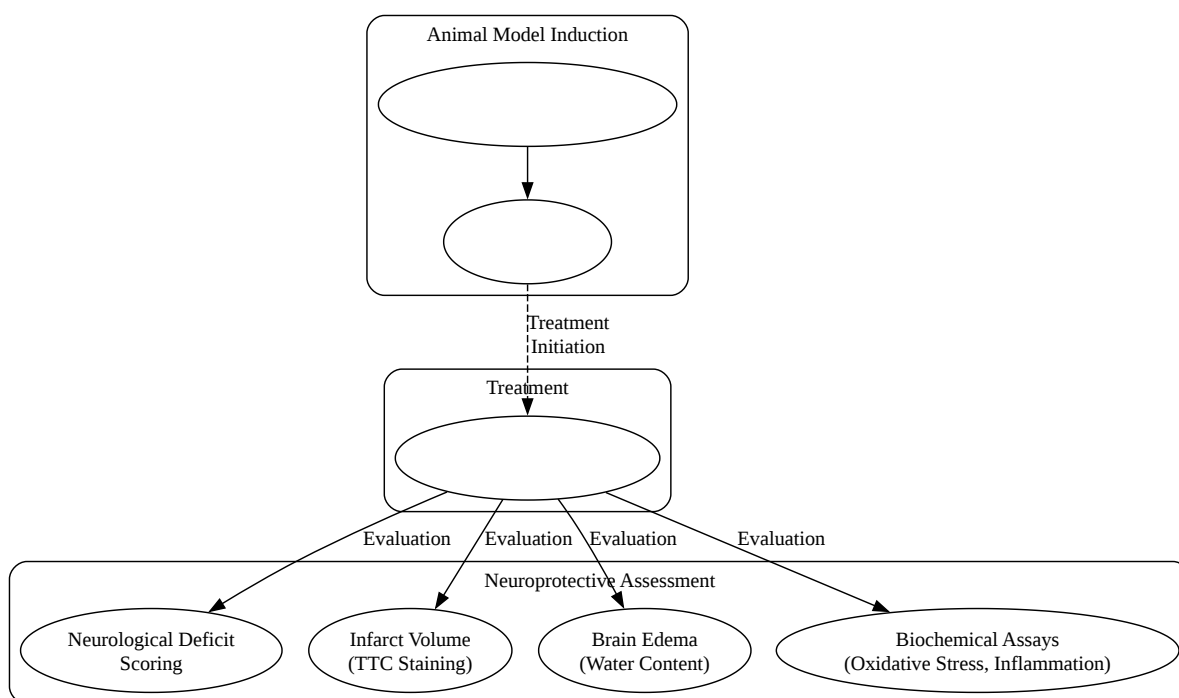 Animal Model Induction
Treatment
Initiation
Treatment
Evaluation Evaluation Evaluation Evaluation
Neuroprotective Assessment
Neurological Deficit
Scoring
Infarct Volume
(TTC Staining)
Brain Edema
(Water Content)
Biochemical Assays
(Oxidative Stress, Inflammation)